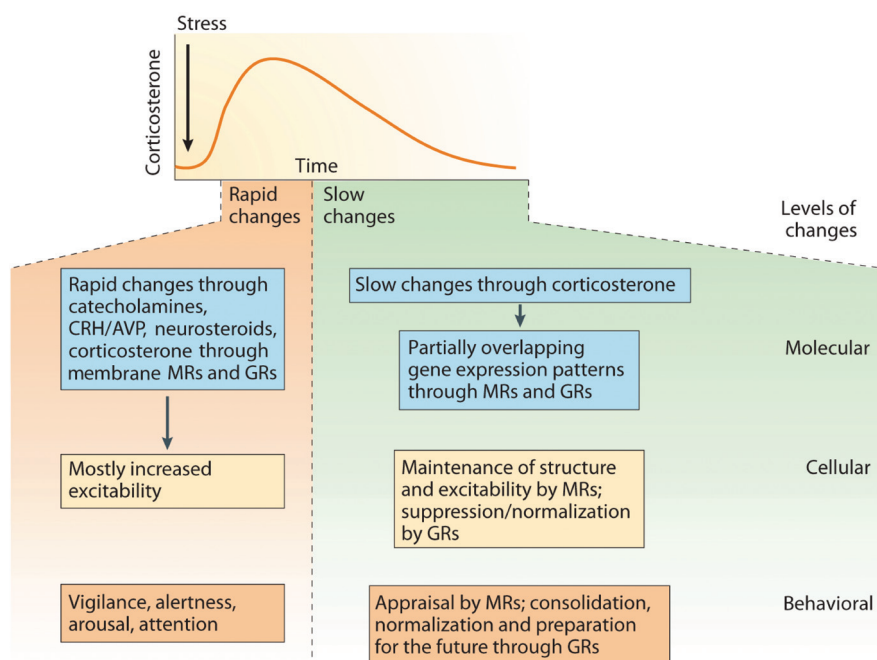 Stress
Corticosterone
Time
Rapid
changes
Slow
changes
Levels of
changes
Rapid changes through
catecholamines,
CRH/AVP, neurosteroids,
corticosterone through
membrane MRs and GRs
Slow changes through corticosterone
Partially overlapping
gene expression patterns
through MRs and GRs
Molecular
Mostly increased
excitability
Maintenance of structure
and excitability by MRs;
suppression/normalization
by GRs
Cellular
Vigilance, alertness,
arousal, attention
Appraisal by MRs; consolidation,
normalization and preparation
for the future through GRs
Behavioral